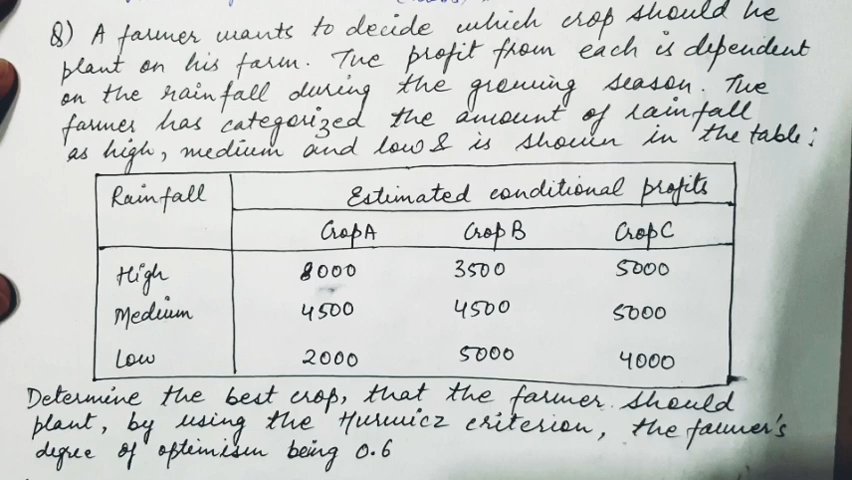 Q) A farmer wants to decide which crop should he
plant on his farm. The profit from each is dependent
on the rainfall during the growing season. The
farmer has categorized the amount of rainfall
as high, medium and low & is shown in the table:
Rainfall Estimated conditional profits
Crop A Crop B Crop C
High 8000 3500 5000
Medium 4500 4500 5000
Low 2000 5000 4000
Determine the best crop, that the farmer should
plant, by using the Hurwicz criterion, the farmer's
degree of optimism being 0.6